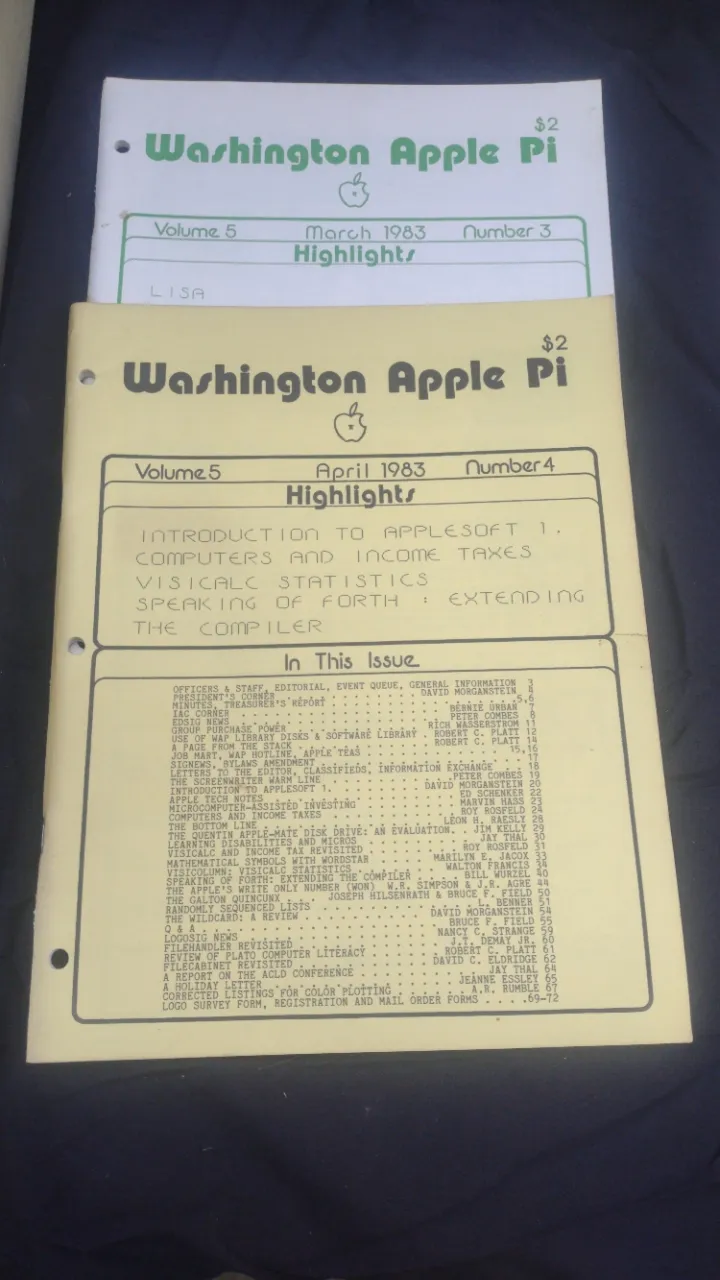 $2
Washington Apple Pi
Volume 5 March 1983 Number 3
Highlights
LISA
$2
Washington Apple Pi
Volume 5 April 1983 Number 4
Highlights
INTRODUCTION TO APPLESOFT 1.
COMPUTERS AND INCOME TAXES
VISICALC STATISTICS
SPEAKING OF FORTH : EXTENDING
THE COMPILER
In This Issue
OFFICERS & STAFF, EDITORIAL, EVENT QUEUE, GENERAL INFORMATION 3
PRESIDENT'S CORNER . . . . . . . . . . . . DAVID MORGANSTEIN 4
MINUTES, TREASURER'S REPORT . . . . . . . . . . . . 5,6
IAC CORNER . . . . . . . . . . . . BERNIE URBAN 7
EDSIG NEWS . . . . . . . . . . . . PETER COMBES 8
GROUP PURCHASE POWER . . . . . . . . . . RICH WASSERSTROM 11
USE OF WAP LIBRARY DISKS & SOFTWARE LIBRARY . ROBERT C. PLATT 12
A PAGE FROM THE STACK . . . . . . . . . . ROBERT C. PLATT 14
JOB MART, WAP HOTLINE, APPLE TEAS . . . . . . . . . . 15,16
SIGNEWS, BYLAWS AMENDMENT . . . . . . . . . . . . 17
LETTERS TO THE EDITOR, CLASSIFIEDS, INFORMATION EXCHANGE . . . 18
THE SCREENWRITER WARM LINE . . . . . . . . . . PETER COMBES 19
INTRODUCTION TO APPLESOFT 1. . . . . . . . . DAVID MORGANSTEIN 20
APPLE TECH NOTES . . . . . . . . . . . . ED SCHENKER 22
MICROCOMPUTER-ASSISTED INVESTING . . . . . . . . MARVIN HASS 23
COMPUTERS AND INCOME TAXES . . . . . . . . . . ROY ROSFELD 24
THE BOTTOM LINE . . . . . . . . . . . . LEON H. RAESLY 28
THE QUENTIN APPLE-MATE DISK DRIVE: AN EVALUATION. . . JIM KELLY 29
LEARNING DISABILITIES AND MICROS . . . . . . . . . . JAY THAL 30
VISICALC AND INCOME TAX REVISITED . . . . . . . . ROY ROSFELD 31
MATHEMATICAL SYMBOLS WITH WORDSTAR . . . . . MARILYN E. JACOX 33
VISICOLUMN: VISICALC STATISTICS . . . . . . . . WALTON FRANCIS 34
SPEAKING OF FORTH: EXTENDING THE COMPILER . . . . . BILL WURZEL 40
THE APPLE'S WRITE ONLY NUMBER (WON) W.R. SIMPSON & J.R. AGRE 44
THE GALTON QUINCUNX . . . JOSEPH HILSENRATH & BRUCE F. FIELD 50
RANDOMLY SEQUENCED LISTS . . . . . . . . . . . . L. BENNER 51
THE WILDCARD: A REVIEW . . . . . . . . . . DAVID MORGANSTEIN 54
Q & A . . . . . . . . . . . . BRUCE F. FIELD 55
LOGOSIG NEWS . . . . . . . . . . . . NANCY C. STRANGE 59
FILEHANDLER REVISITED . . . . . . . . . . J.T. DEMAY JR. 60
REVIEW OF PLATO COMPUTER LITERACY . . . . . . ROBERT C. PLATT 61
FILECABINET REVISITED . . . . . . . . . . DAVID C. ELDRIDGE 62
A REPORT ON THE ACLD CONFERENCE . . . . . . . . . . JAY THAL 64
A HOLIDAY LETTER . . . . . . . . . . . . JEANNE ESSLEY 65
CORRECTED LISTINGS FOR COLOR PLOTTING . . . . . . A.R. RUMBLE 67
LOGO SURVEY FORM, REGISTRATION AND MAIL ORDER FORMS . . . .69-72